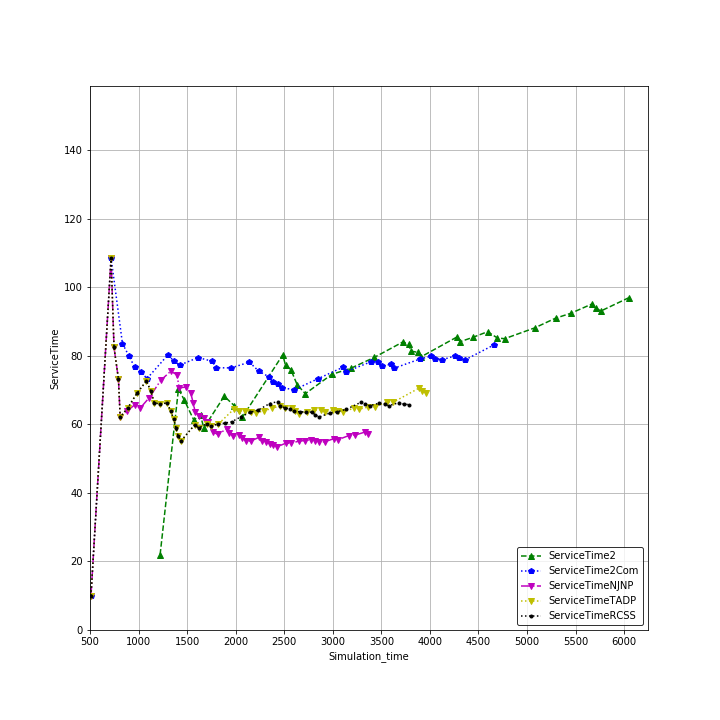 140
120
100
80
60
40
20
0
ServiceTime
500 1000 1500 2000 2500 3000 3500 4000 4500 5000 5500 6000
Simulation_time
ServiceTime2
ServiceTime2Com
ServiceTimeNJNP
ServiceTimeTADP
ServiceTimeRCSS